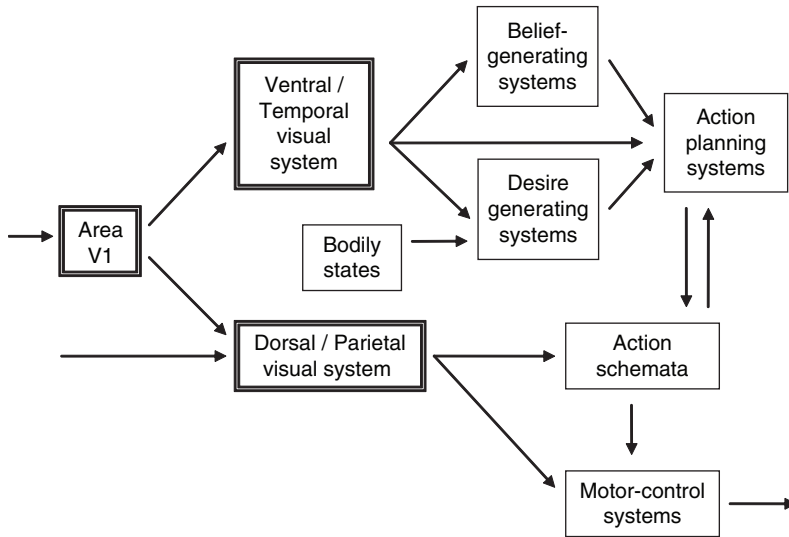 Belief-
generating
systems
Ventral /
Temporal
visual
system
Action
planning
systems
Desire
generating
systems
Area
V1
Bodily
states
Dorsal / Parietal
visual system
Action
schemata
Motor-control
systems